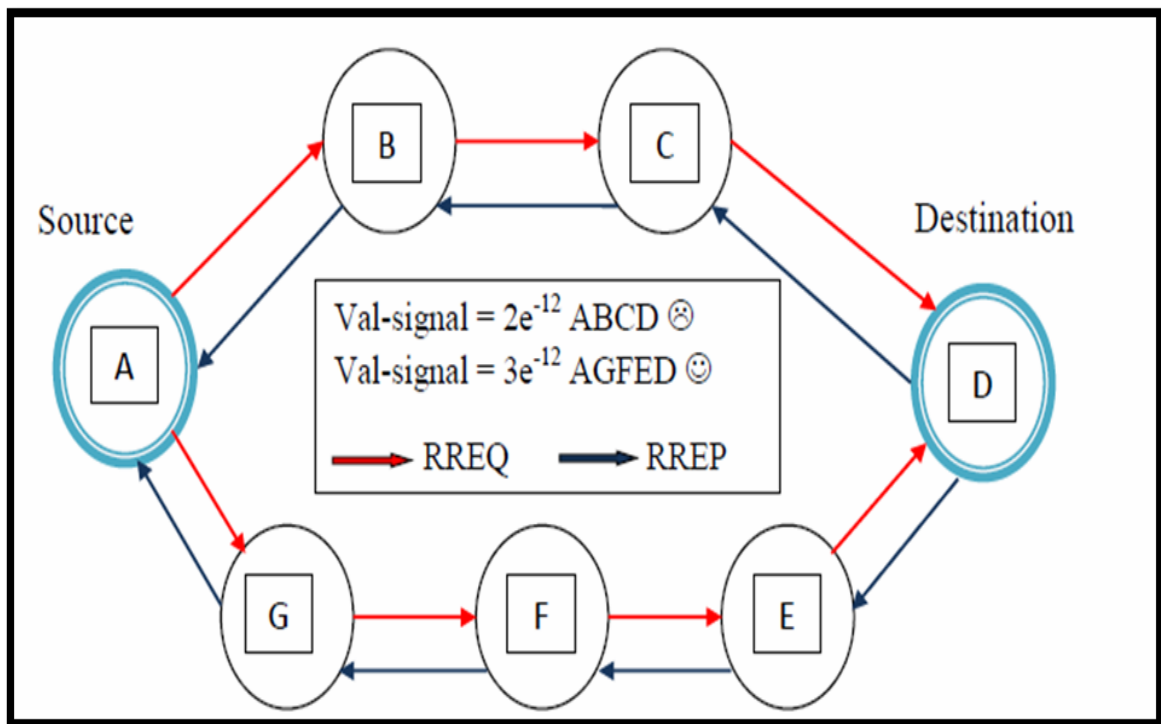 B
C
Source
Destination
Val-signal = 2e⁻¹² ABCD ☹
Val-signal = 3e⁻¹² AGFED ☺
A
D
RREQ
RREP
G
F
E